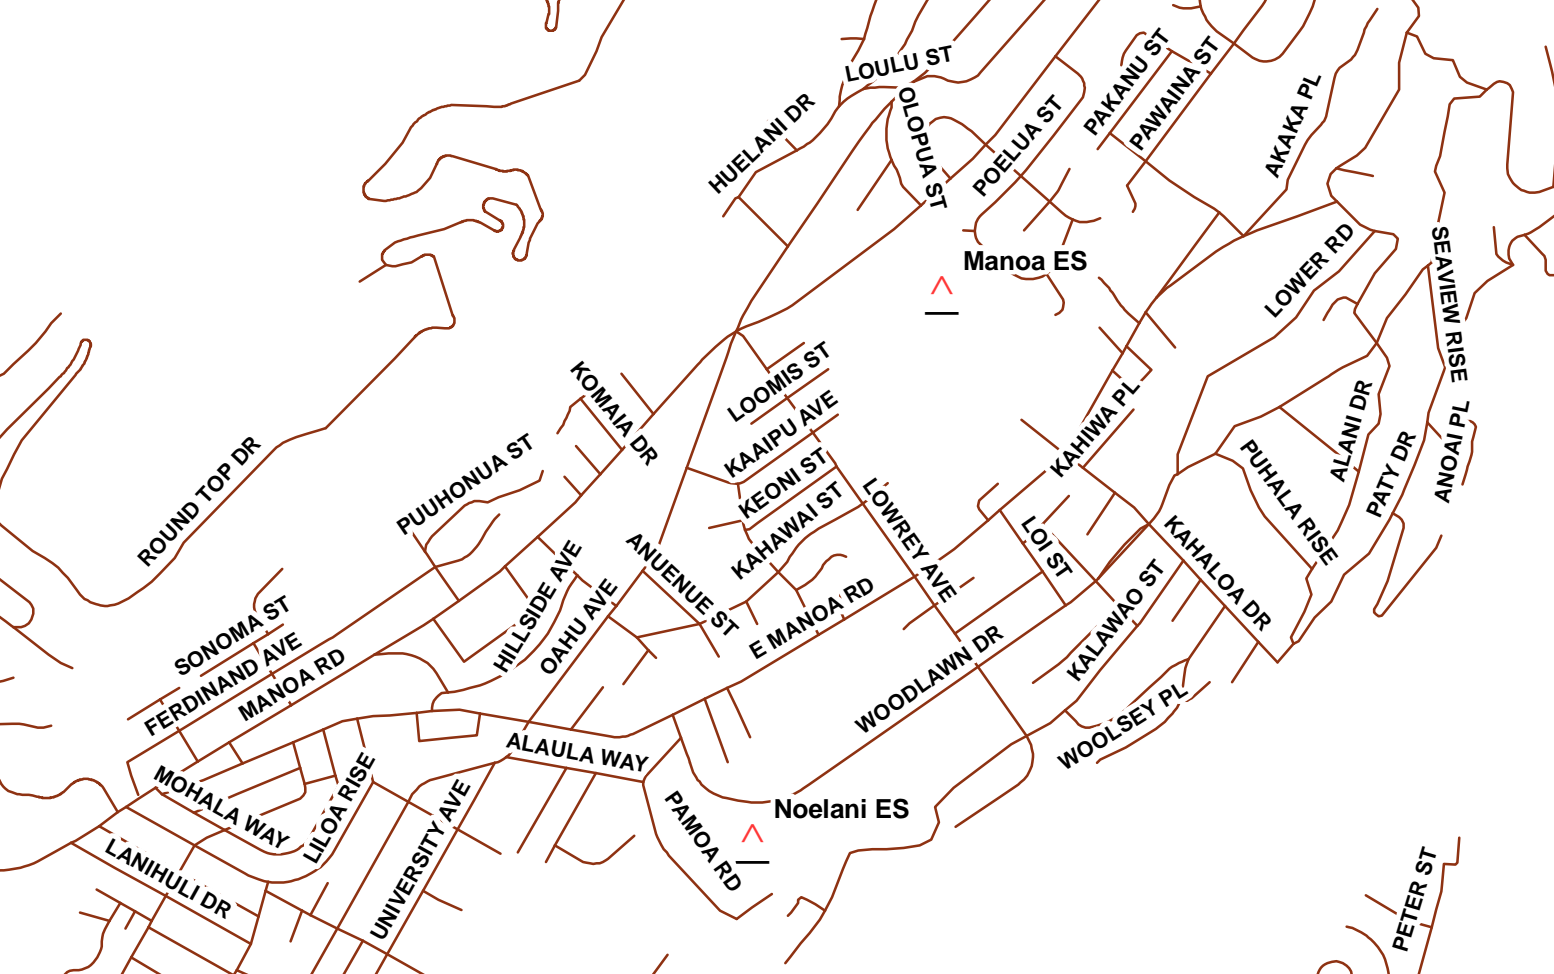 LOULU ST
PAKANU ST
PAWAINA ST
AKAKA PL
HUELANI DR
OLOPUA ST
POELUA ST
SEAVIEW RISE
LOWER RD
Manoa ES
LOOMIS ST
KOMAIA DR
KAAIPU AVE
KAHIWA PL
ALANI DR
ANOAI PL
PATY DR
PUHALA RISE
ROUND TOP DR
PUUHONUA ST
KEONI ST
KAHAWAI ST
LOWREY AVE
LOI ST
KAHALOA DR
ANUENUE ST
HILLSIDE AVE
OAHU AVE
E MANOA RD
KALAWAO ST
SONOMA ST
FERDINAND AVE
MANOA RD
WOODLAWN DR
WOOLSEY PL
ALAULA WAY
MOHALA WAY
LILOA RISE
UNIVERSITY AVE
PAMOA RD
Noelani ES
LANIHULI DR
PETER ST